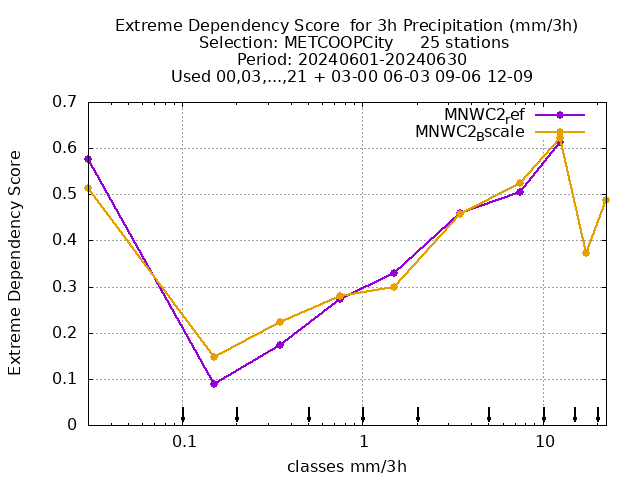 Extreme Dependency Score  for 3h Precipitation (mm/3h)
Selection: METCOOPCity     25 stations
Period: 20240601-20240630
Used 00,03,...,21 + 03-00 06-03 09-06 12-09
MNWC2_ref
MNWC2_Bscale
Extreme Dependency Score
0.7
0.6
0.5
0.4
0.3
0.2
0.1
0
0.1
1
10
classes mm/3h